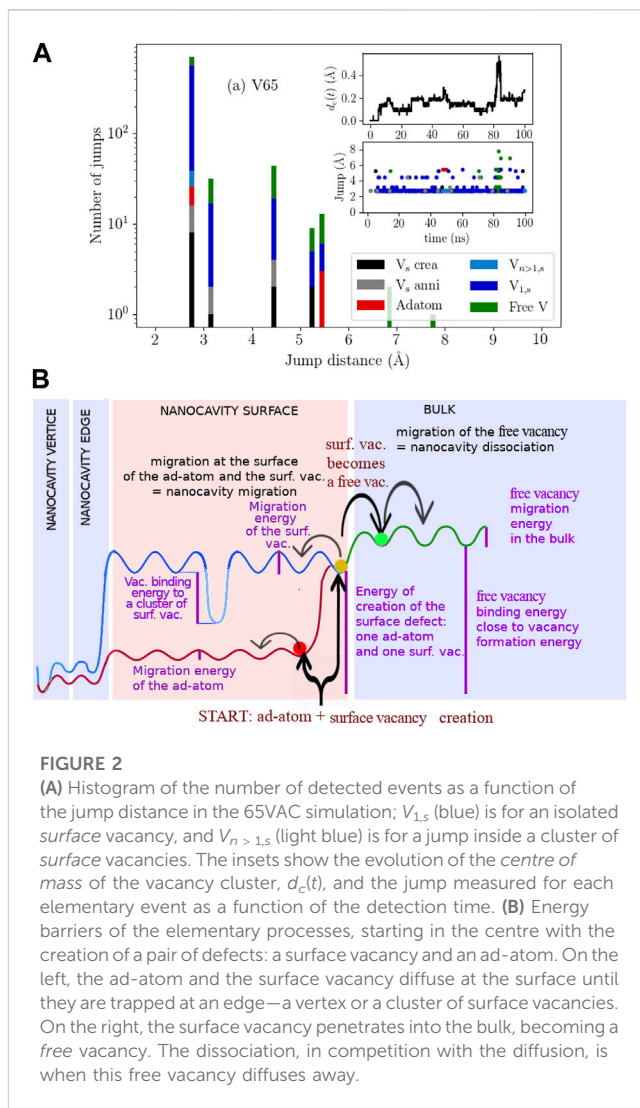 A
(a) V65
Number of jumps
10²
10¹
10⁰
2 3 4 5 6 7 8 9 10
Jump distance (Å)
d_c(t) (Å)
0.4
0.2
0.0
0 20 40 60 80 100
Jump (Å)
8
6
4
2
0
0 20 40 60 80 100
time (ns)
V_s crea
V_s anni
Adatom
V_{n>1,s}
V_{1,s}
Free V
B
NANOCAVITY VERTICE
NANOCAVITY EDGE
NANOCAVITY SURFACE
BULK
migration at the surface
of the ad-atom and the surf. vac.
= nanocavity migration
surf. vac.
becomes
a free vac.
migration of the free vacancy
= nanocavity dissociation
Migration
energy
of the surf.
vac.
free vacancy
migration
energy
in the bulk
Vac. binding
energy to
a cluster of
surf. vac.
Energy of
creation of the
surface defect:
one ad-atom
and one surf. vac.
free vacancy
binding energy
close to vacancy
formation energy
Migration energy
of the ad-atom
START: ad-atom + surface vacancy creation
FIGURE 2
(A) Histogram of the number of detected events as a function of
the jump distance in the 65VAC simulation; V_{1,s} (blue) is for an isolated
surface vacancy, and V_{n > 1,s} (light blue) is for a jump inside a cluster of
surface vacancies. The insets show the evolution of the centre of
mass of the vacancy cluster, d_c(t), and the jump measured for each
elementary event as a function of the detection time. (B) Energy
barriers of the elementary processes, starting in the centre with the
creation of a pair of defects: a surface vacancy and an ad-atom. On the
left, the ad-atom and the surface vacancy diffuse at the surface until
they are trapped at an edge—a vertex or a cluster of surface vacancies.
On the right, the surface vacancy penetrates into the bulk, becoming a
free vacancy. The dissociation, in competition with the diffusion, is
when this free vacancy diffuses away.